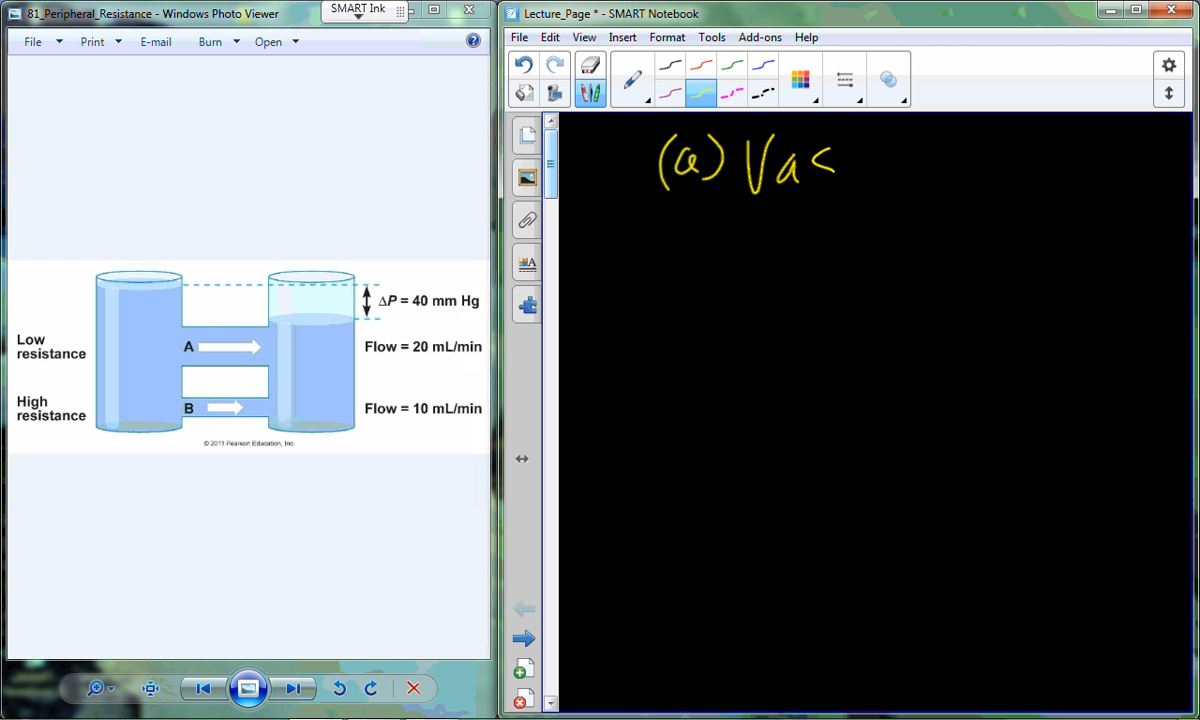 81_Peripheral_Resistance - Windows Photo Viewer
SMART Ink
File Print E-mail Burn Open
Low
resistance
High
resistance
A
B
ΔP = 40 mm Hg
Flow = 20 mL/min
Flow = 10 mL/min
© 2011 Pearson Education, Inc.
Lecture_Page * - SMART Notebook
File Edit View Insert Format Tools Add-ons Help
(a) Vas